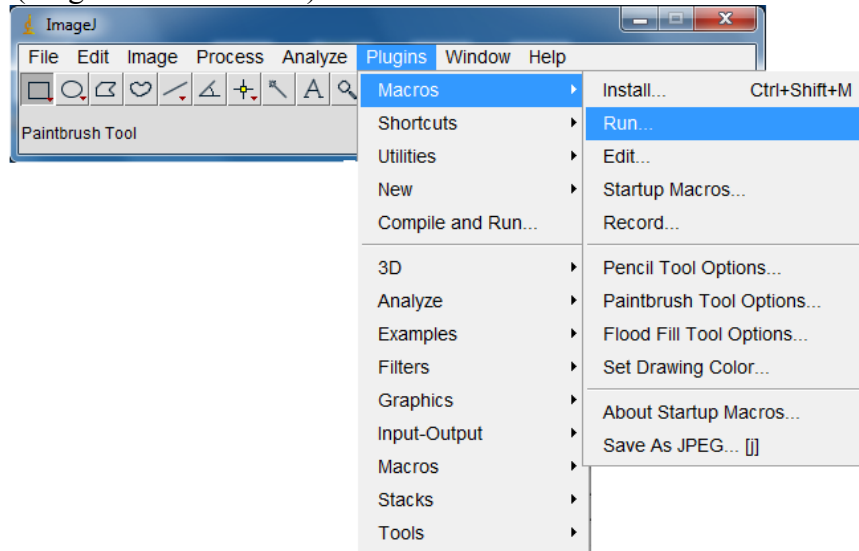 ImageJ
File Edit Image Process Analyze Plugins Window Help
A
Paintbrush Tool
Macros
Shortcuts
Utilities
New
Compile and Run...
3D
Analyze
Examples
Filters
Graphics
Input-Output
Macros
Stacks
Tools
Install... Ctrl+Shift+M
Run...
Edit...
Startup Macros...
Record...
Pencil Tool Options...
Paintbrush Tool Options...
Flood Fill Tool Options...
Set Drawing Color...
About Startup Macros...
Save As JPEG... [j]